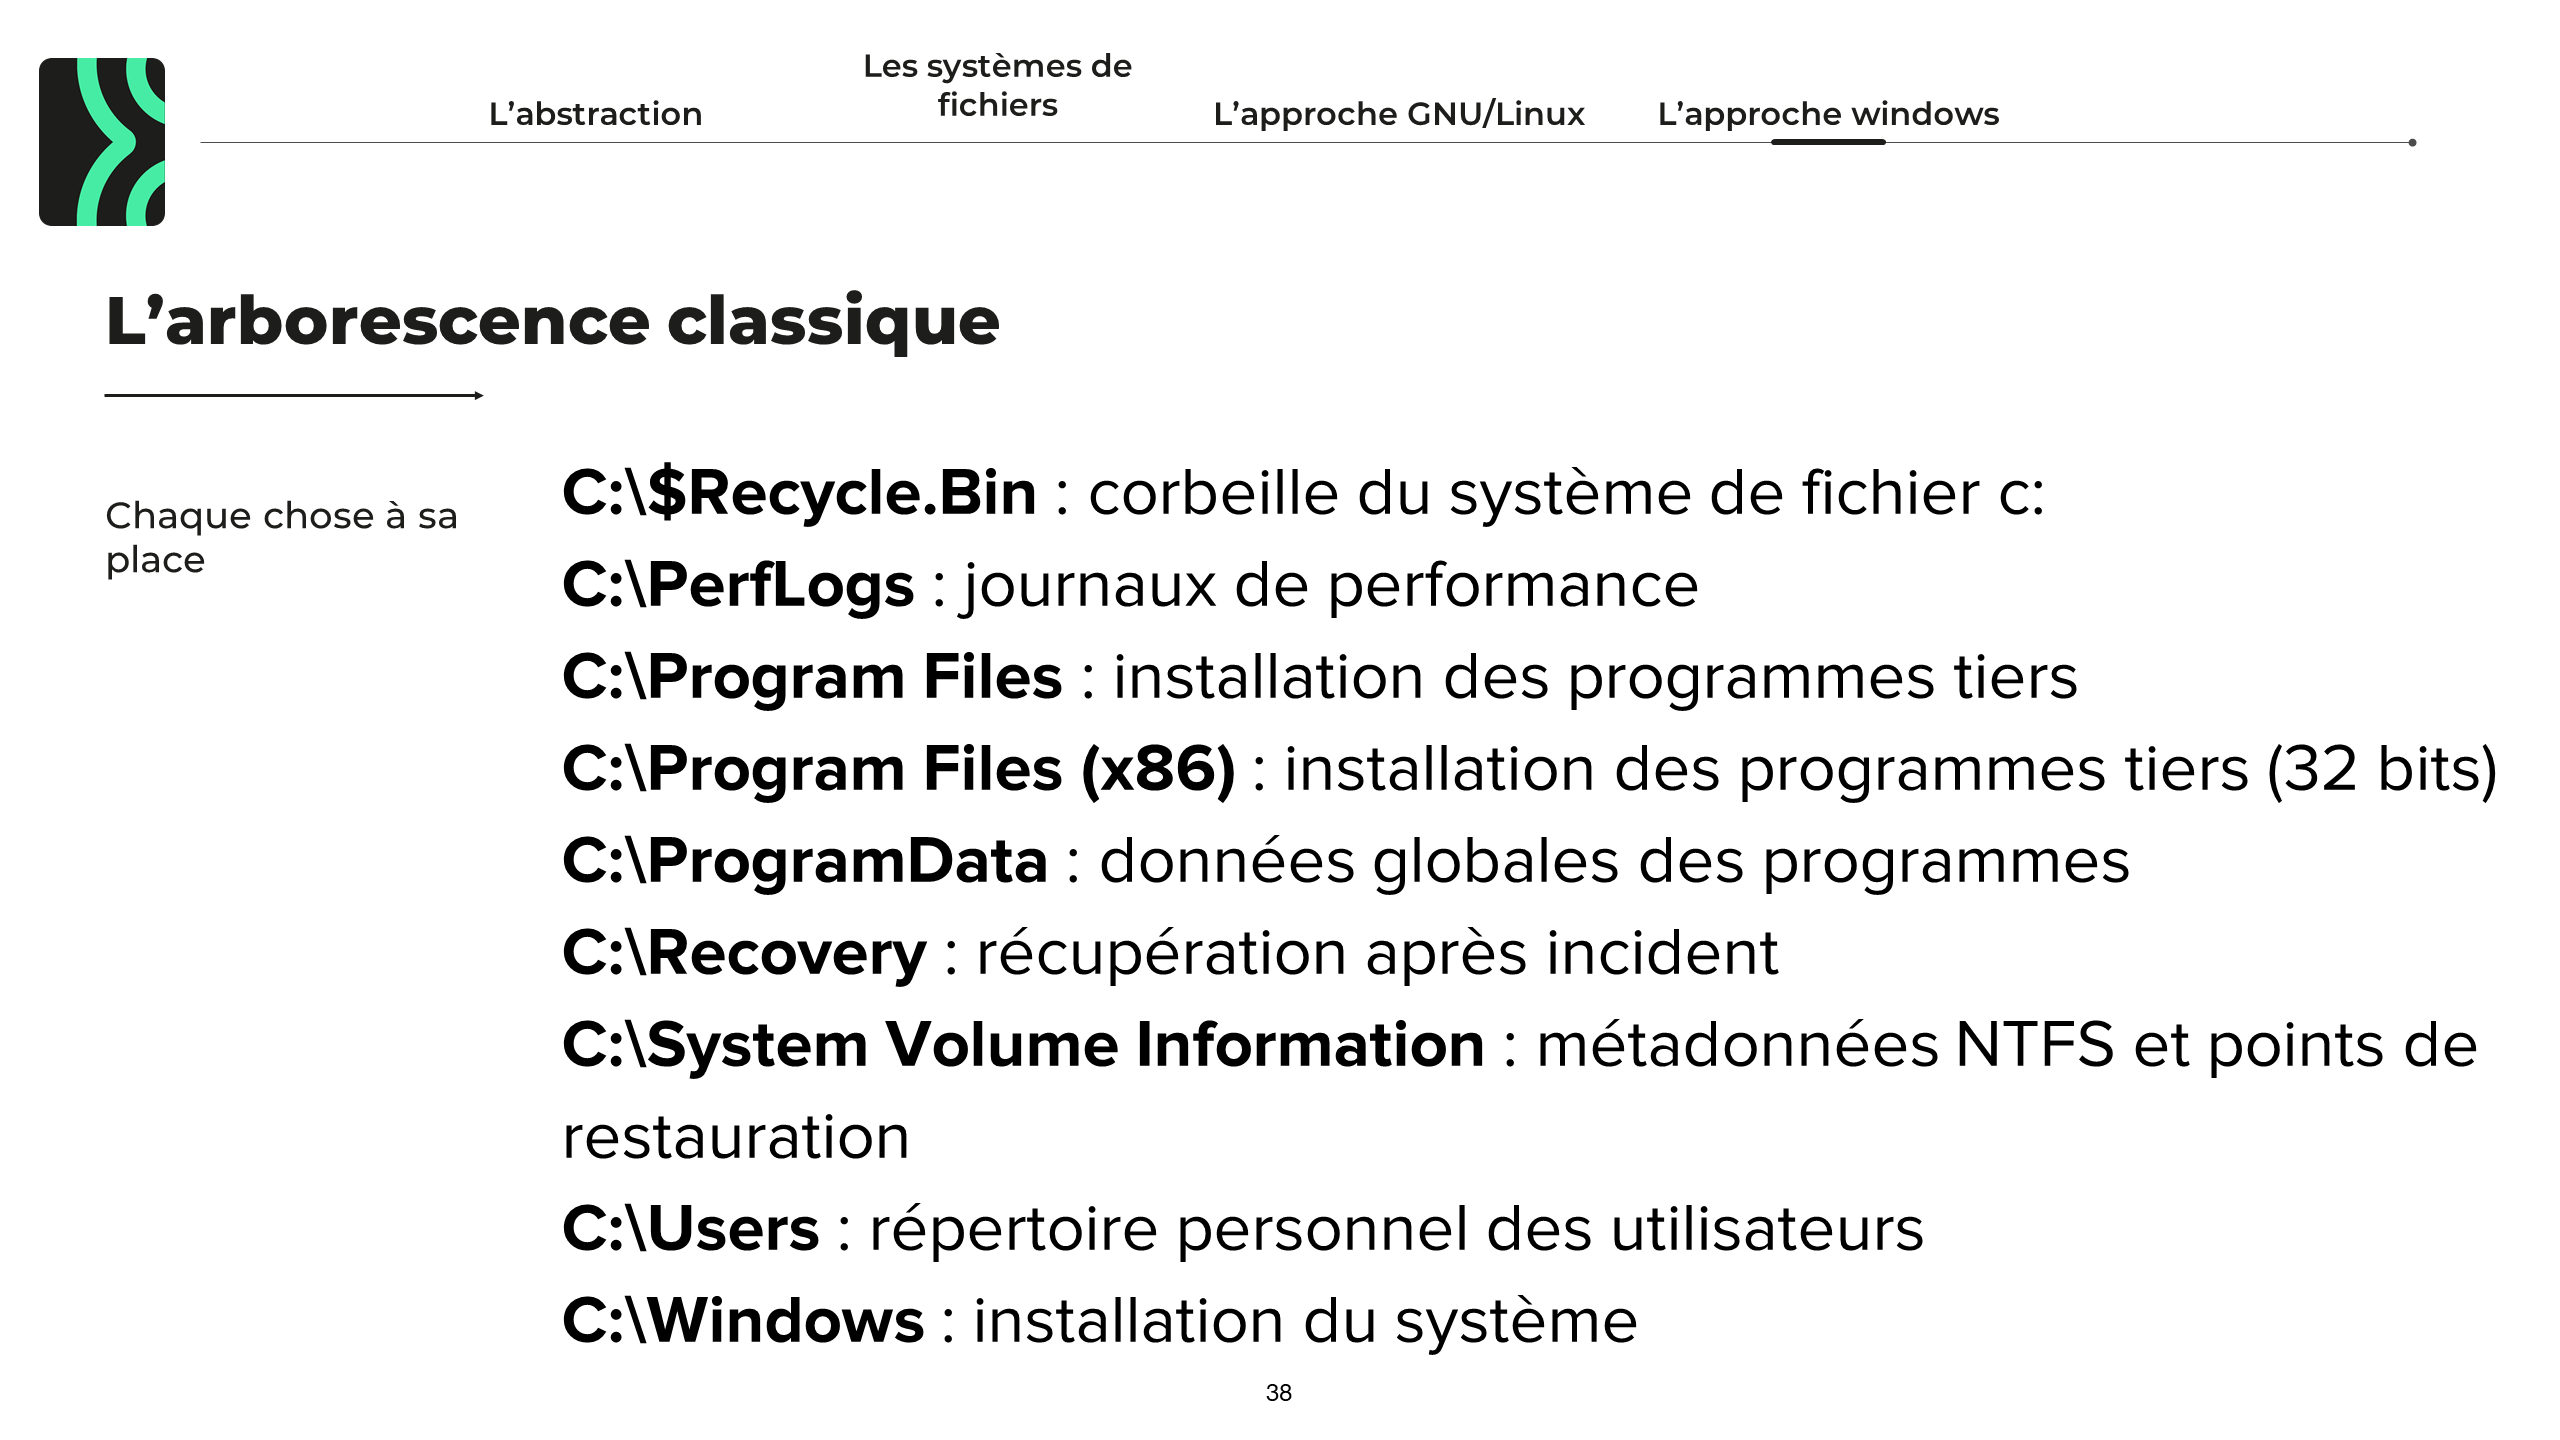 L’abstraction
Les systèmes de
fichiers
L’approche GNU/Linux
L’approche windows
L’arborescence classique
Chaque chose à sa
place
C:\$Recycle.Bin : corbeille du système de fichier c:
C:\PerfLogs : journaux de performance
C:\Program Files : installation des programmes tiers
C:\Program Files (x86) : installation des programmes tiers (32 bits)
C:\ProgramData : données globales des programmes
C:\Recovery : récupération après incident
C:\System Volume Information : métadonnées NTFS et points de
restauration
C:\Users : répertoire personnel des utilisateurs
C:\Windows : installation du système
38